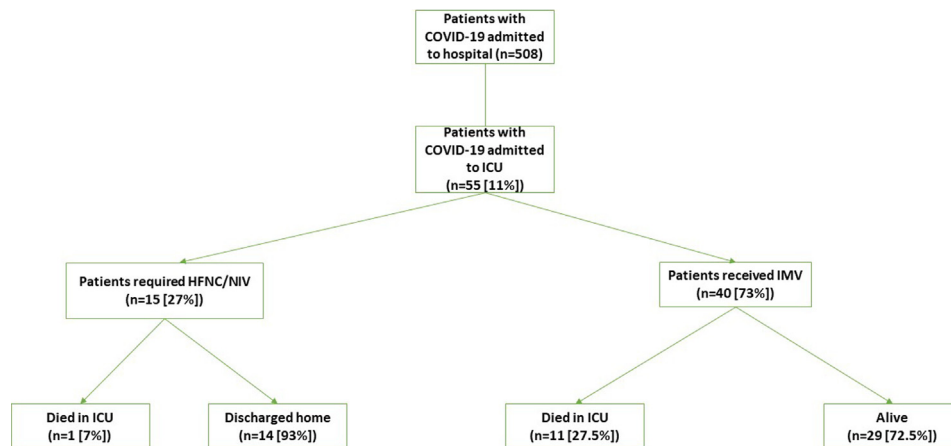 Patients with
COVID-19 admitted
to hospital (n=508)
Patients with
COVID-19 admitted
to ICU
(n=55 [11%])
Patients required HFNC/NIV
(n=15 [27%])
Patients received IMV
(n=40 [73%])
Died in ICU
(n=1 [7%])
Discharged home
(n=14 [93%])
Died in ICU
(n=11 [27.5%])
Alive
(n=29 [72.5%])